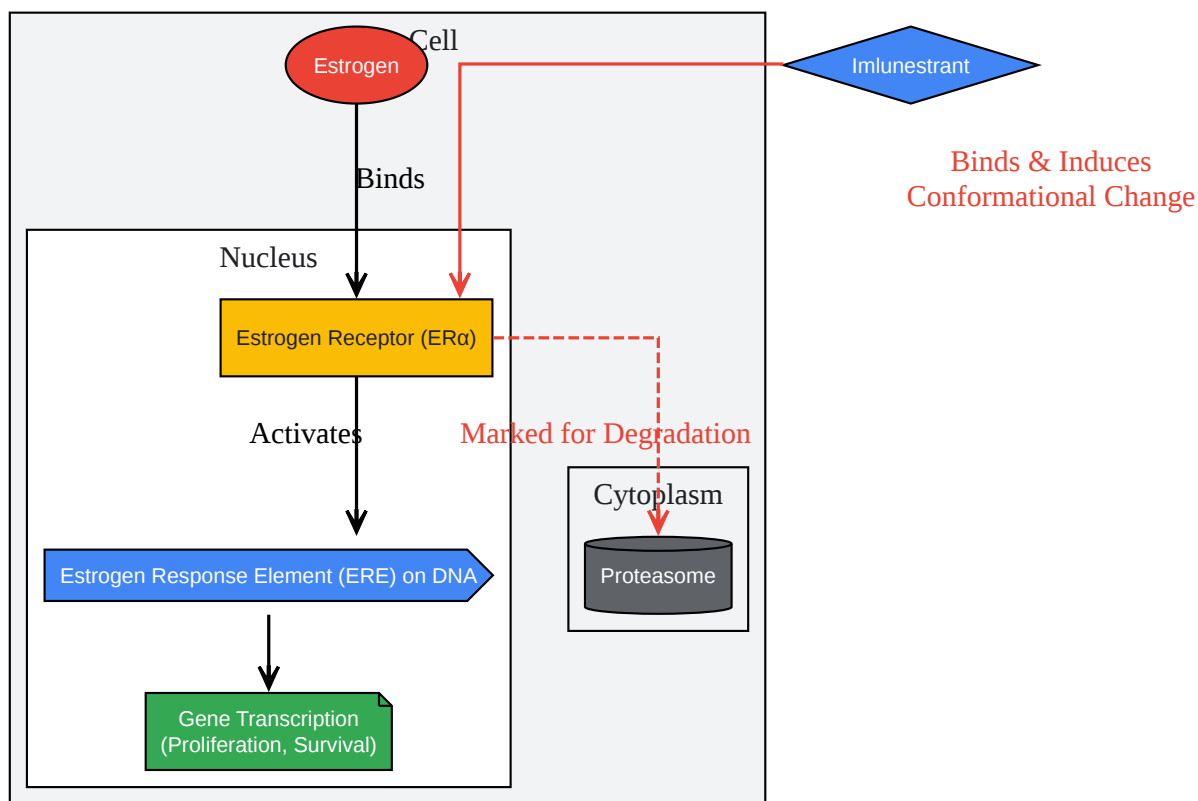 Cell
Estrogen
Imlunestrant
Binds & Induces
Conformational Change
Binds
Nucleus
Estrogen Receptor (ERα)
Activates
Marked for Degradation
Cytoplasm
Estrogen Response Element (ERE) on DNA
Proteasome
Gene Transcription
(Proliferation, Survival)